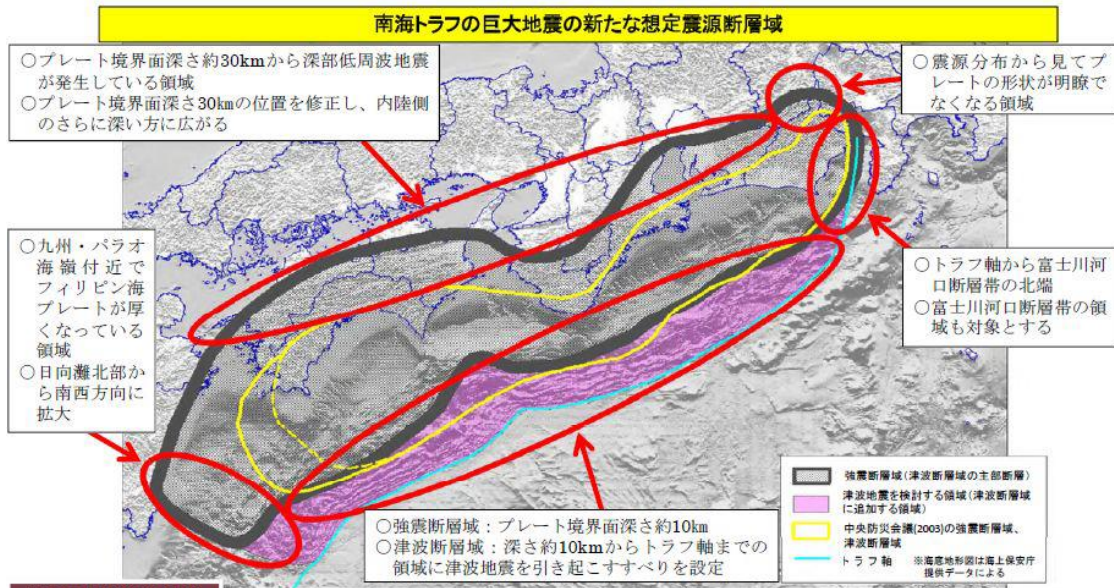 南海トラフの巨大地震の新たな想定震源断層域
○プレート境界面深さ約30kmから深部低周波地震
が発生している領域
○プレート境界面深さ30㎞の位置を修正し、内陸側
のさらに深い方に広がる
○震源分布から見てプ
レートの形状が明瞭で
なくなる領域
○九州・パラオ
海嶺付近で
フィリピン海
プレートが厚
くなっている
領域
○日向灘北部か
ら南西方向に
拡大
○トラフ軸から富士川河
口断層帯の北端
○富士川河口断層帯の領
域も対象とする
○強震断層域：プレート境界面深さ約10㎞
○津波断層域：深さ約10kmからトラフ軸までの
領域に津波地震を引き起こすすべりを設定
強震断層域(津波断層域の主部断層)
津波地震を検討する領域(津波断層域
に追加する領域)
中央防災会議(2003)の強震断層域、
津波断層域
トラフ軸 ※海底地形図は海上保安庁
提供データによる